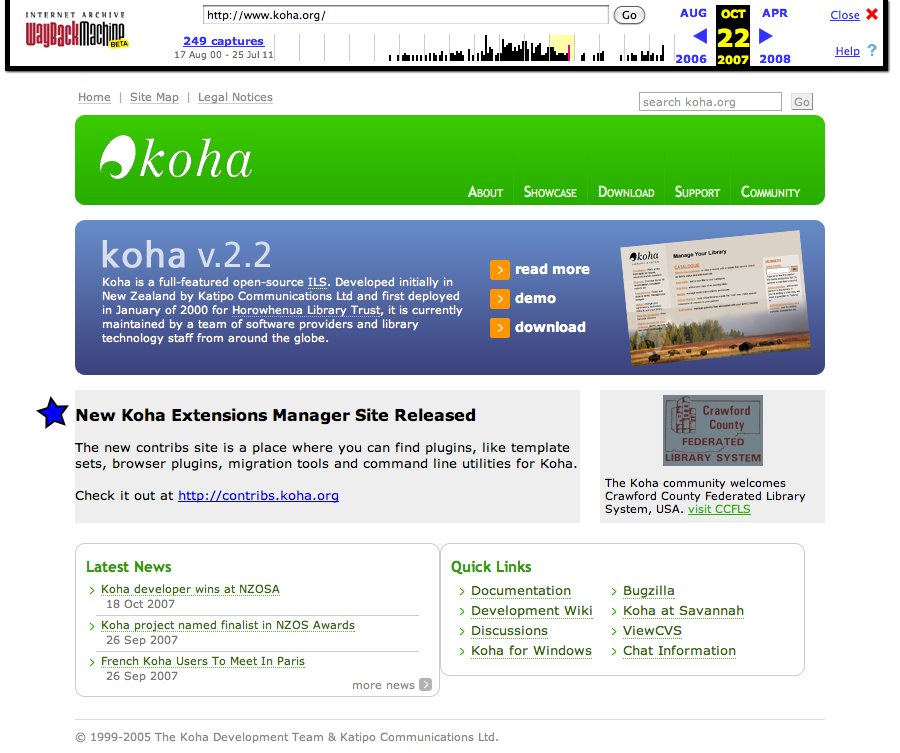 INTERNET ARCHIVE
WayBackMachine
BETA
http://www.koha.org/
Go
249 captures
17 Aug 00 - 25 Jul 11
AUG OCT APR
22
2006 2007 2008
Close
Help ?
Home | Site Map | Legal Notices
search koha.org Go
koha
About Showcase Download Support Community
koha v.2.2
Koha is a full-featured open-source ILS. Developed initially in
New Zealand by Katipo Communications Ltd and first deployed
in January of 2000 for Horowhenua Library Trust, it is currently
maintained by a team of software providers and library
technology staff from around the globe.
read more
demo
download
koha
Manage Your Library
CATALOGUE
New Koha Extensions Manager Site Released
The new contribs site is a place where you can find plugins, like template
sets, browser plugins, migration tools and command line utilities for Koha.
Check it out at http://contribs.koha.org
Crawford
County
FEDERATED
LIBRARY SYSTEM
The Koha community welcomes
Crawford County Federated Library
System, USA. visit CCFLS
Latest News
Koha developer wins at NZOSA
18 Oct 2007
Koha project named finalist in NZOS Awards
26 Sep 2007
French Koha Users To Meet In Paris
26 Sep 2007
more news
Quick Links
Documentation
Development Wiki
Discussions
Koha for Windows
Bugzilla
Koha at Savannah
ViewCVS
Chat Information
© 1999-2005 The Koha Development Team & Katipo Communications Ltd.